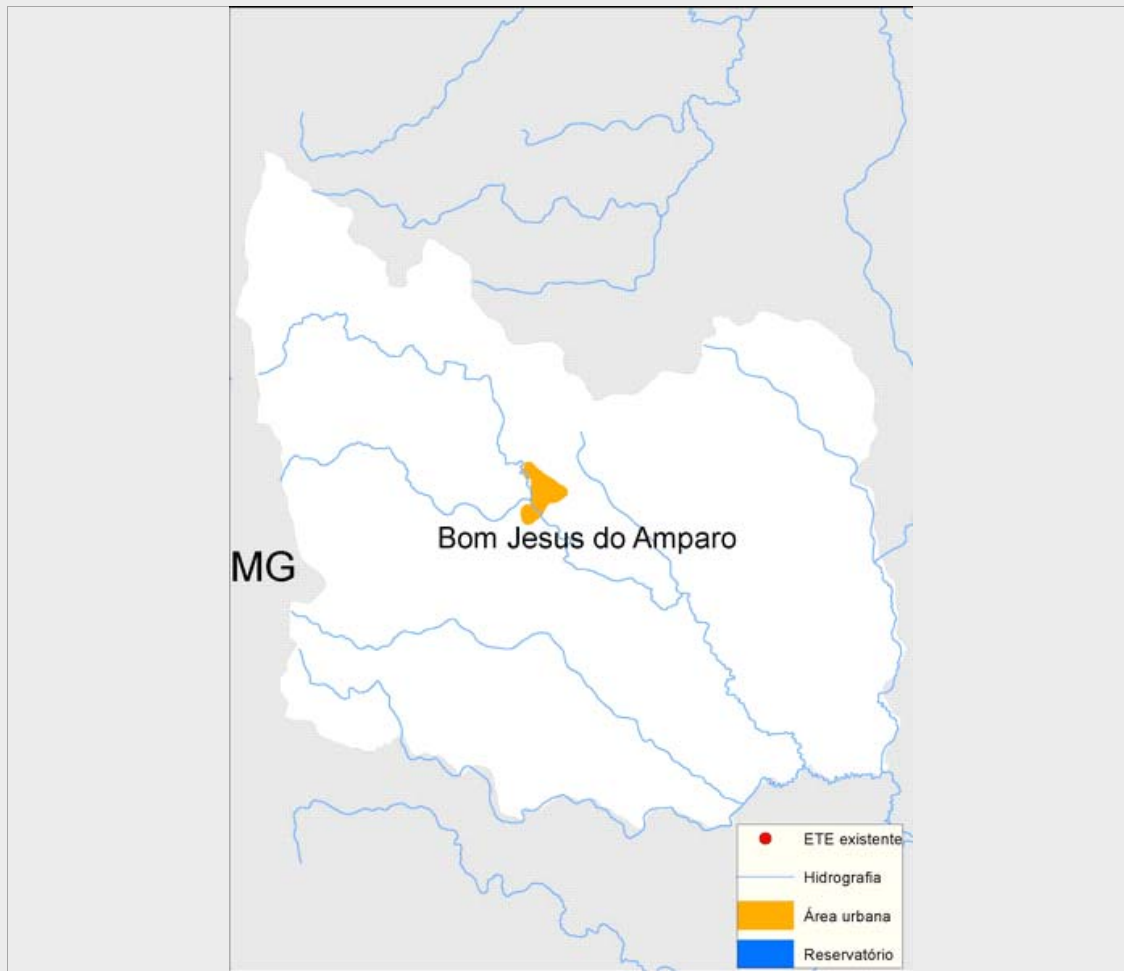 Bom Jesus do Amparo
MG
ETE existente
Hidrografia
Área urbana
Reservatório